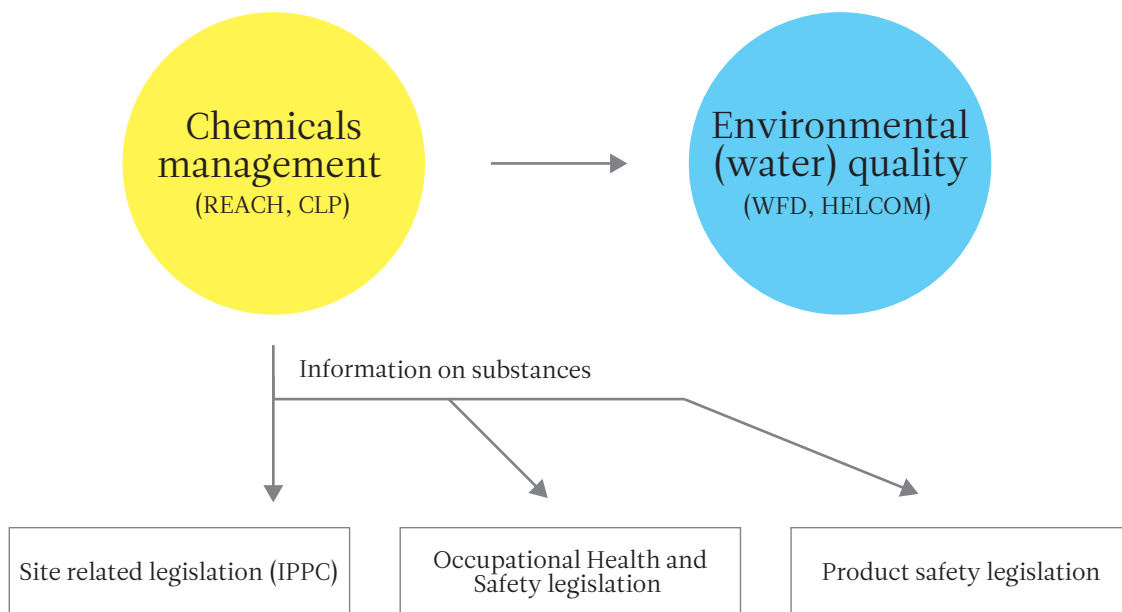 Chemicals
management
(REACH, CLP)
Environmental
(water) quality
(WFD, HELCOM)
Information on substances
Site related legislation (IPPC)
Occupational Health and
Safety legislation
Product safety legislation